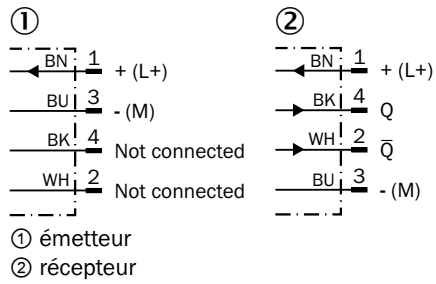 ①
BN 1 + (L+)
BU 3 - (M)
BK 4 Not connected
WH 2 Not connected
②
BN 1 + (L+)
BK 4 Q
WH 2 Q̅
BU 3 - (M)
① émetteur
② récepteur